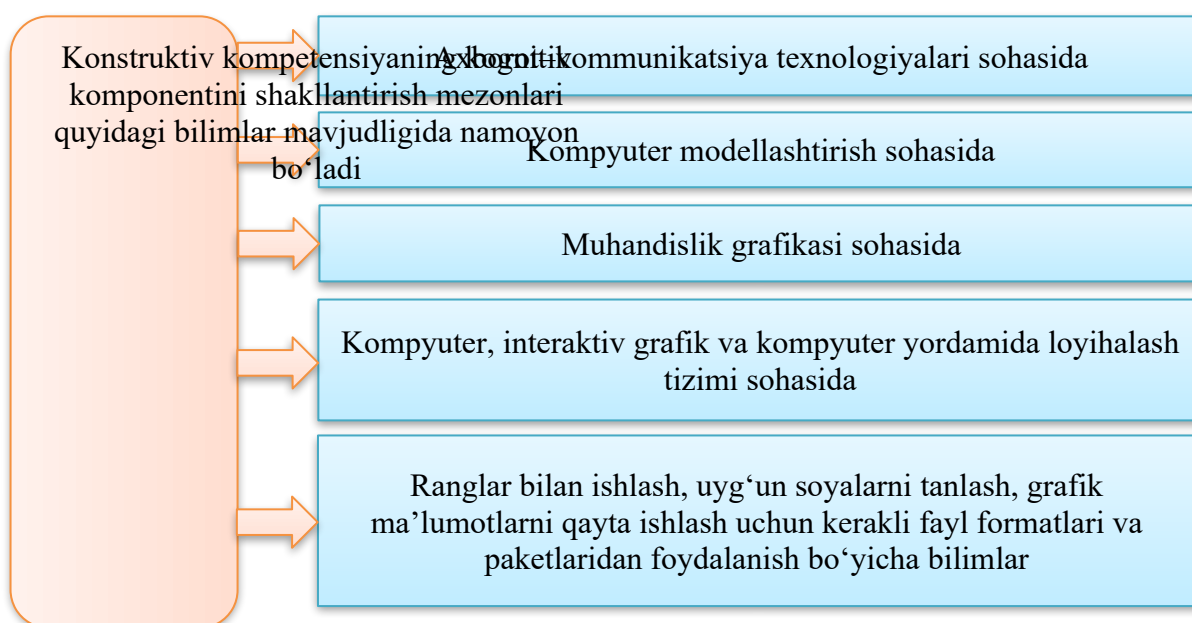 Konstruktiv kompetensiyaning kognitiv
komponentini shakllantirish mezonlari
quyidagi bilimlar mavjudligida namoyon
bo‘ladi
Axborot-kommunikatsiya texnologiyalari sohasida
Kompyuter modellashtirish sohasida
Muhandislik grafikasi sohasida
Kompyuter, interaktiv grafik va kompyuter yordamida loyihalash
tizimi sohasida
Ranglar bilan ishlash, uyg‘un soyalarni tanlash, grafik
ma’lumotlarni qayta ishlash uchun kerakli fayl formatlari va
paketlaridan foydalanish bo‘yicha bilimlar